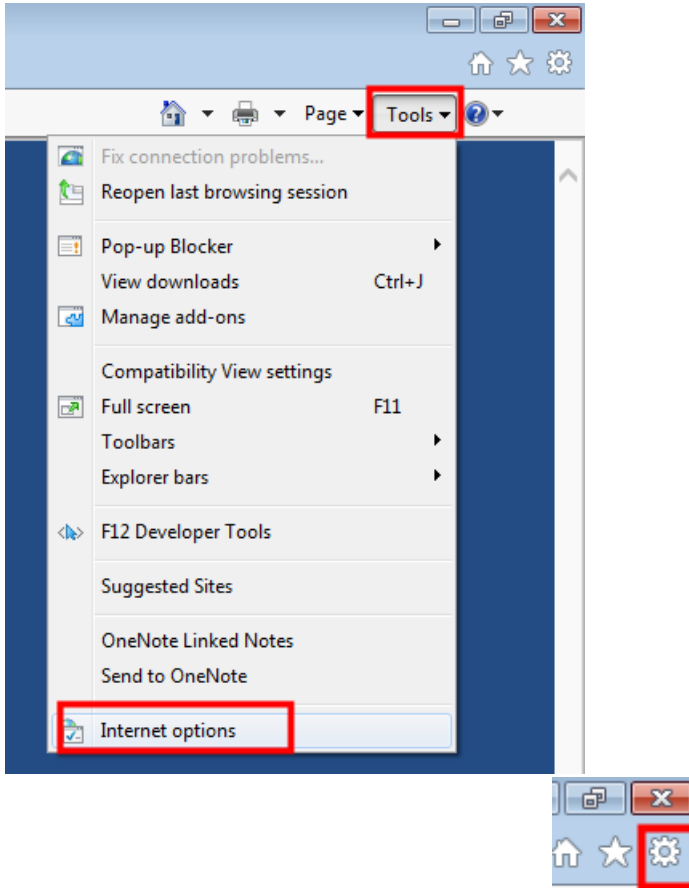 Page Tools
Fix connection problems...
Reopen last browsing session
Pop-up Blocker
View downloads Ctrl+J
Manage add-ons
Compatibility View settings
Full screen F11
Toolbars
Explorer bars
F12 Developer Tools
Suggested Sites
OneNote Linked Notes
Send to OneNote
Internet options